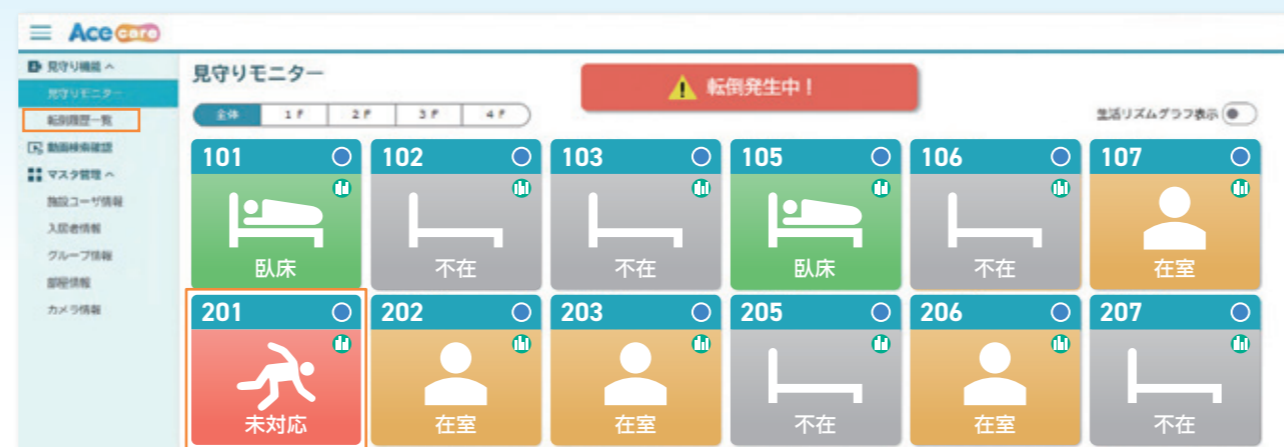 Ace care
見守り機能
見守りモニター
転倒履歴一覧
動画検索確認
マスタ管理
施設ユーザ情報
入居者情報
グループ情報
部屋情報
カメラ情報
見守りモニター
転倒発生中！
全体 1F 2F 3F 4F
生活リズムグラフ表示
101 102 103 105 106 107
臥床 不在 不在 臥床 不在 在室
201 202 203 205 206 207
未対応 在室 在室 不在 在室 不在